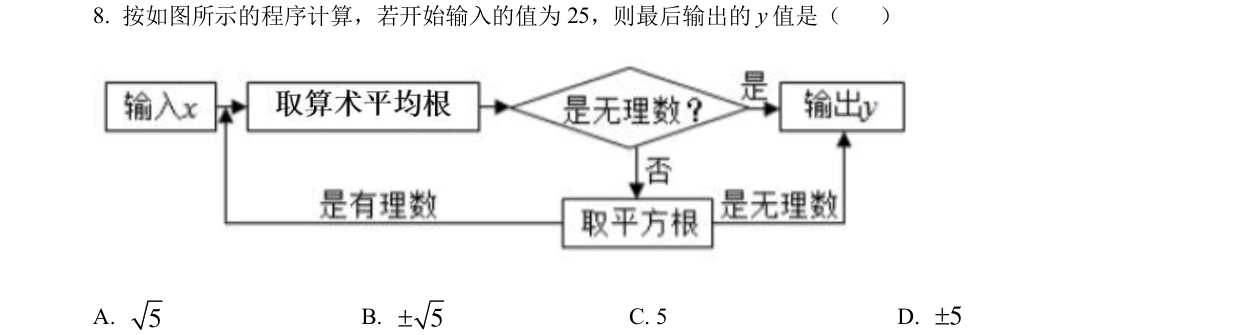 8. 按如图所示的程序计算，若开始输入的值为 25，则最后输出的 y 值是（　　）
输入x
取算术平均根
是无理数？
是
输出y
否
是有理数
取平方根
是无理数
A. √5
B. ±√5
C. 5
D. ±5